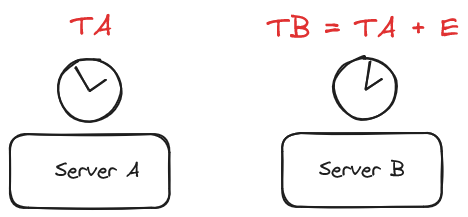 TA
TB = TA + E
Server A
Server B